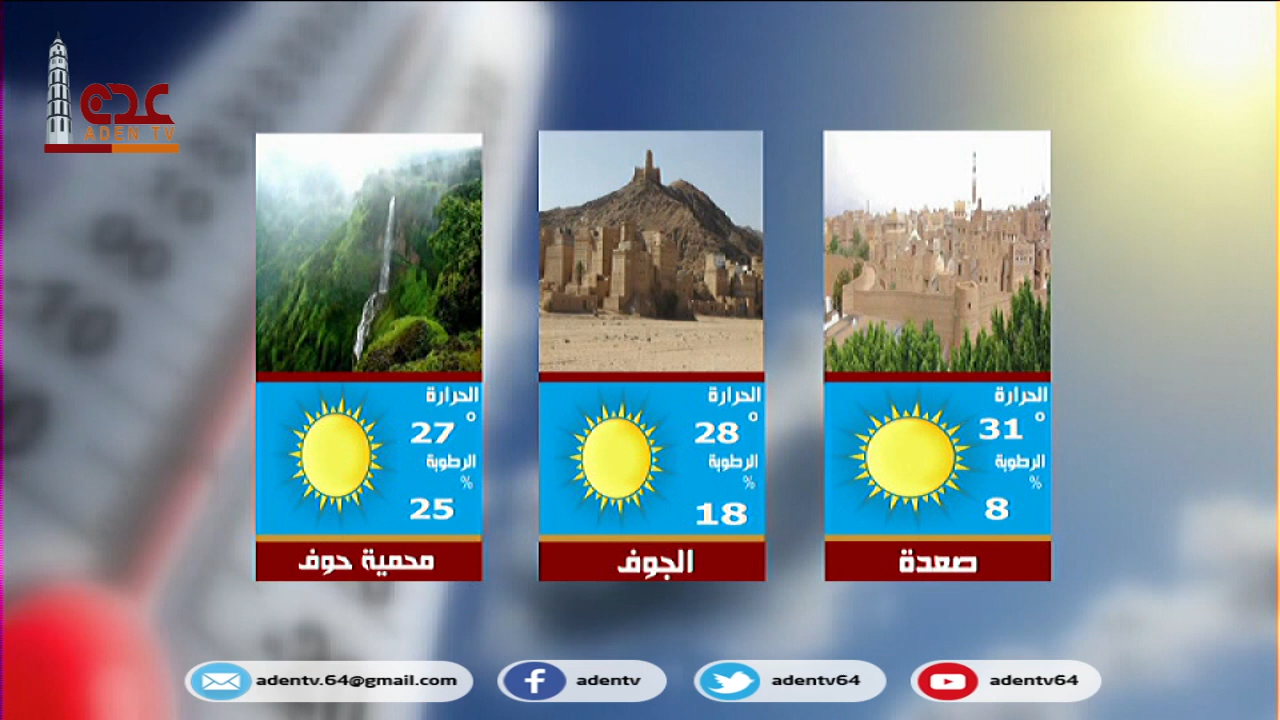 عدن
ADEN TV
الحرارة
31 °
الرطوبة
%
8
صعدة
الحرارة
28 °
الرطوبة
%
18
الجوف
الحرارة
27 °
الرطوبة
%
25
محمية حوف
adentv.64@gmail.com
adentv
adentv64
adentv64